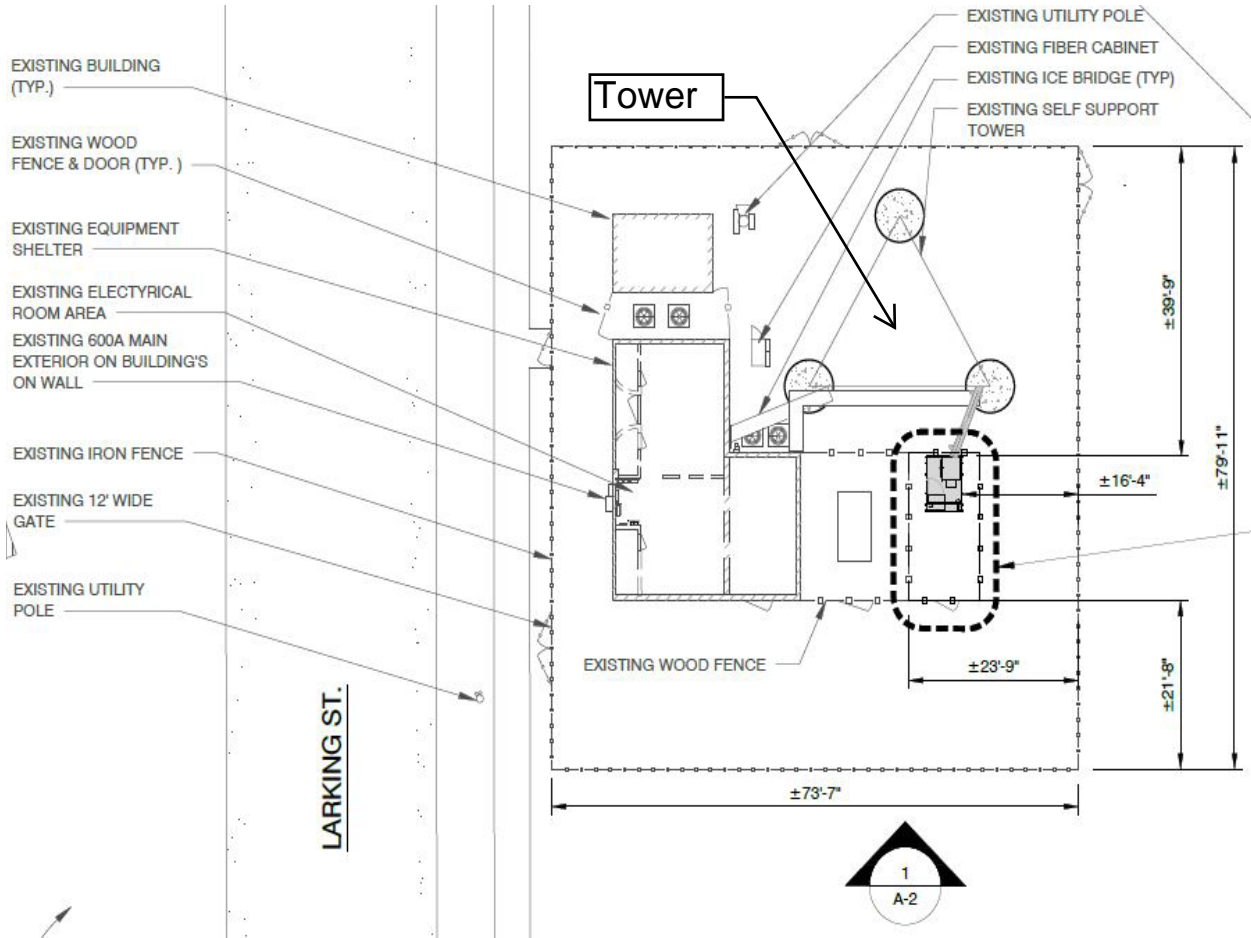 EXISTING BUILDING
(TYP.)
EXISTING WOOD
FENCE & DOOR (TYP. )
EXISTING EQUIPMENT
SHELTER
EXISTING ELECTYRICAL
ROOM AREA
EXISTING 600A MAIN
EXTERIOR ON BUILDING'S
ON WALL
EXISTING IRON FENCE
EXISTING 12' WIDE
GATE
EXISTING UTILITY
POLE
LARKING ST.
Tower
EXISTING UTILITY POLE
EXISTING FIBER CABINET
EXISTING ICE BRIDGE (TYP)
EXISTING SELF SUPPORT
TOWER
±39'-9"
±79'-11"
±16'-4"
EXISTING WOOD FENCE
±23'-9"
±21'-8"
±73'-7"
1
A-2